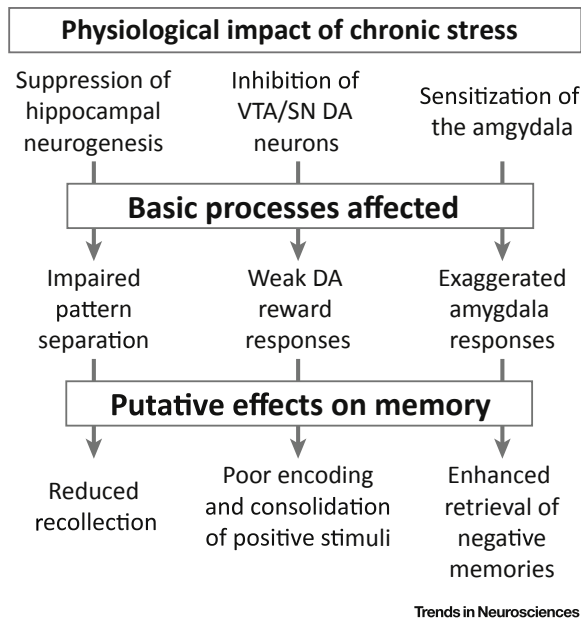 Physiological impact of chronic stress
Suppression of
hippocampal
neurogenesis
Inhibition of
VTA/SN DA
neurons
Sensitization of
the amgydala
Basic processes affected
Impaired
pattern
separation
Weak DA
reward
responses
Exaggerated
amygdala
responses
Putative effects on memory
Reduced
recollection
Poor encoding
and consolidation
of positive stimuli
Enhanced
retrieval of
negative
memories
Trends in Neurosciences